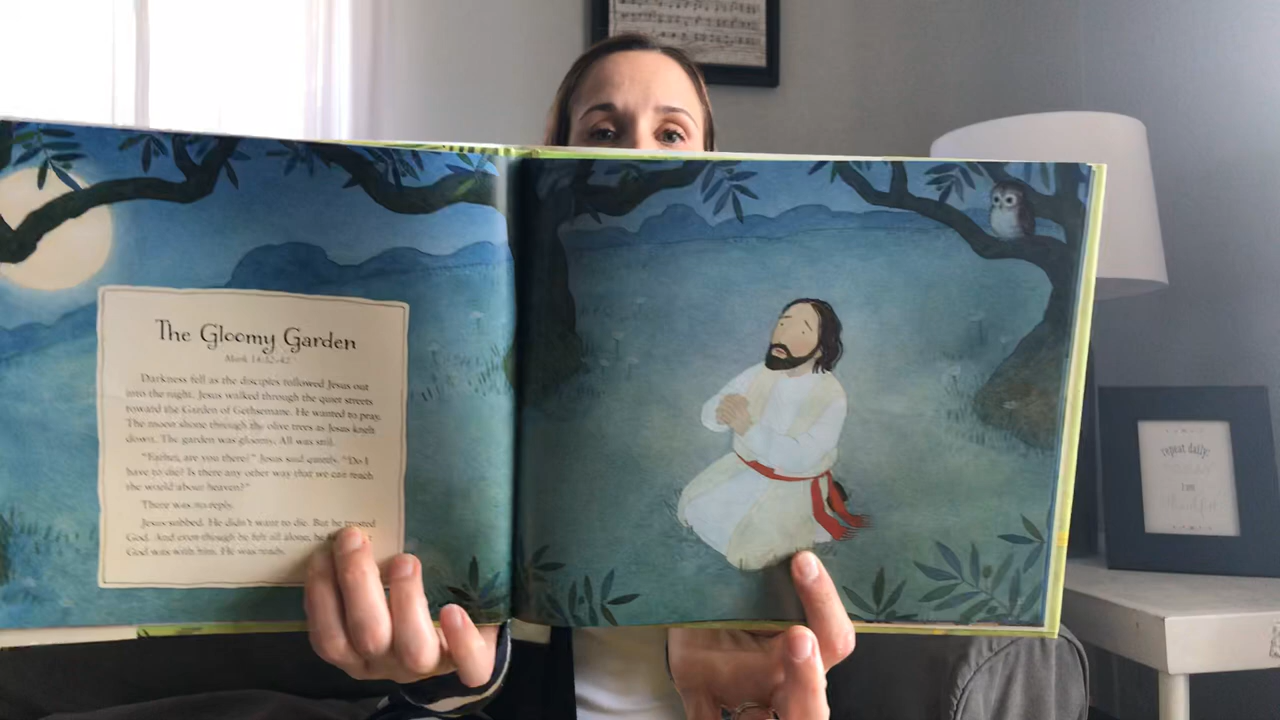 The Gloomy Garden
Mark 14:32-42
Darkness fell as the disciples followed Jesus out
into the night. Jesus walked through the quiet streets
toward the Garden of Gethsemane. He wanted to pray.
The moon shone through the olive trees as Jesus knelt
down. The garden was gloomy. All was still.
"Father, are you there?" Jesus said quietly. "Do I
have to die? Is there any other way that we can teach
the world about heaven?"
There was no reply.
Jesus sobbed. He didn't want to die. But he trusted
God. And even though he felt all alone, he
God was with him. He was ready.
repeat daily:
I am